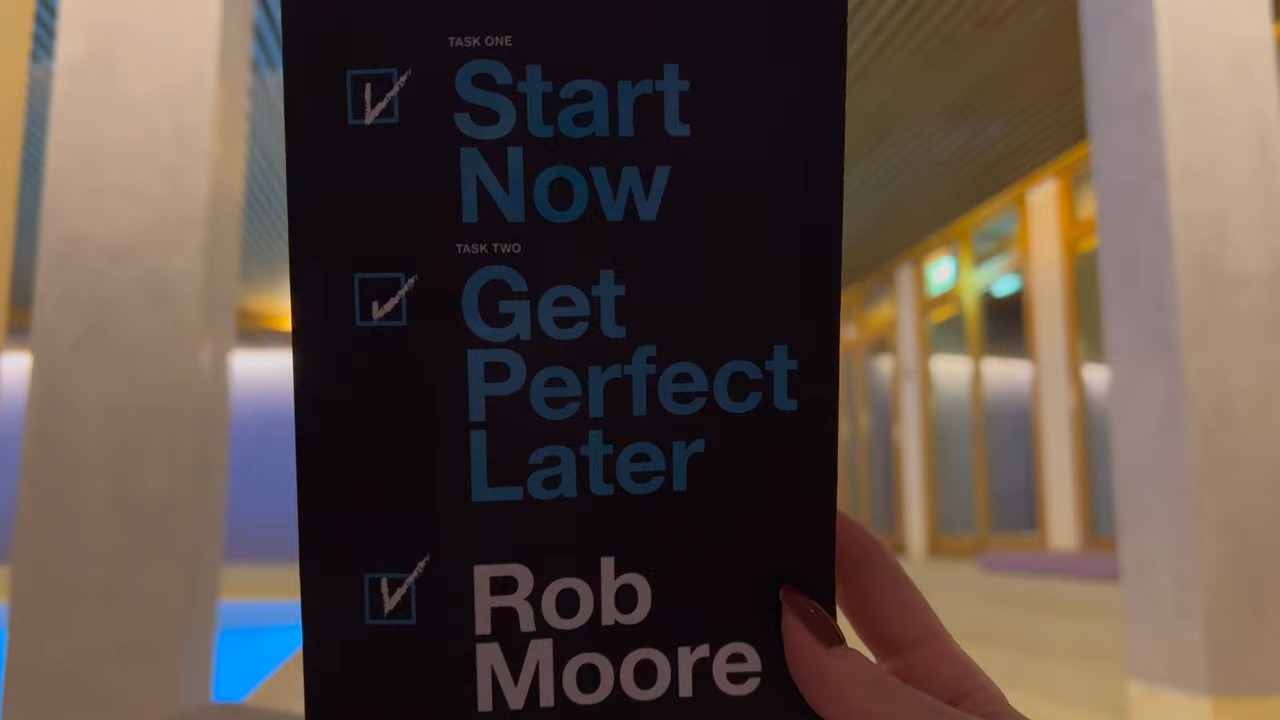 TASK ONE
Start
Now
TASK TWO
Get
Perfect
Later
Rob
Moore